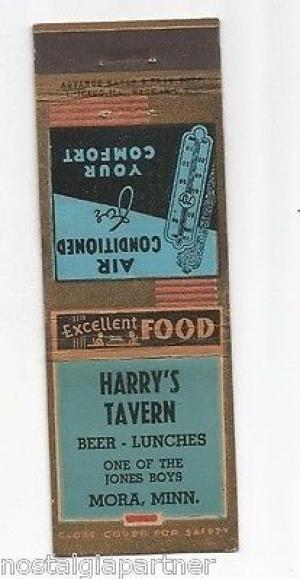 AIR
CONDITIONED
for
YOUR
COMFORT
Excellent FOOD
HARRY'S
TAVERN
BEER - LUNCHES
ONE OF THE
JONES BOYS
MORA, MINN.
CLOSE COVER FOR SAFETY
nostalgiapartner